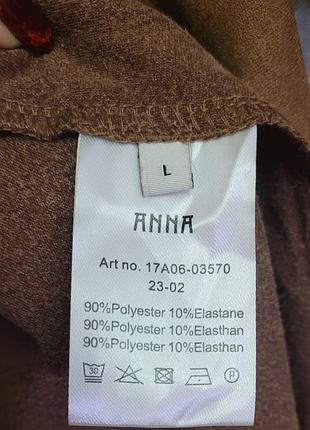 L
ANNA
Art no. 17A06-03570
23-02
90%Polyester 10%Elastane
90%Polyester 10%Elasthan
90%Polyester 10%Elasthan
30 P